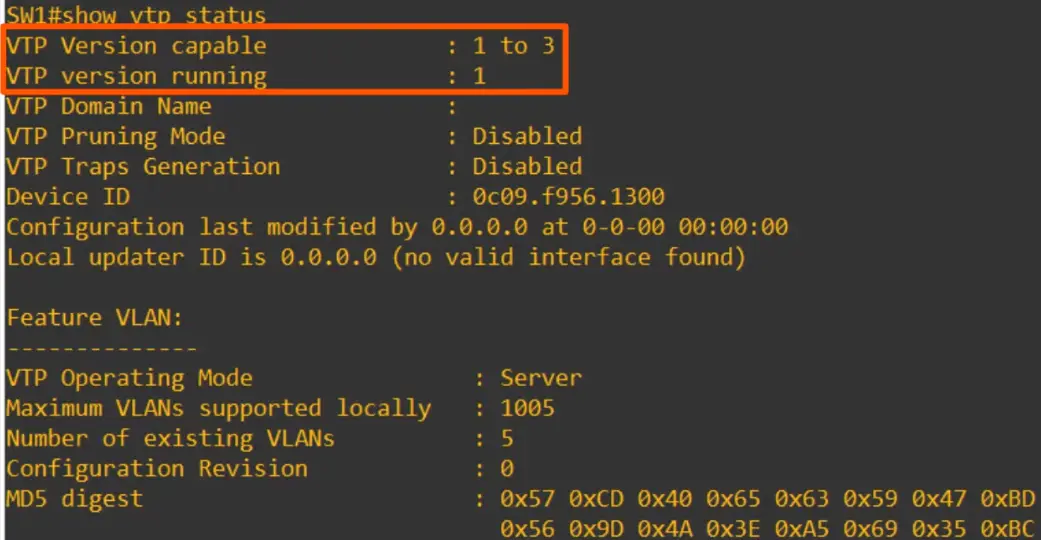 SW1#show vtp status
VTP Version capable : 1 to 3
VTP version running : 1
VTP Domain Name :
VTP Pruning Mode : Disabled
VTP Traps Generation : Disabled
Device ID : 0c09.f956.1300
Configuration last modified by 0.0.0.0 at 0-0-00 00:00:00
Local updater ID is 0.0.0.0 (no valid interface found)
Feature VLAN:
--------------
VTP Operating Mode : Server
Maximum VLANs supported locally : 1005
Number of existing VLANs : 5
Configuration Revision : 0
MD5 digest : 0x57 0xCD 0x40 0x65 0x63 0x59 0x47 0xBD
0x56 0x9D 0x4A 0x3E 0xA5 0x69 0x35 0xBC